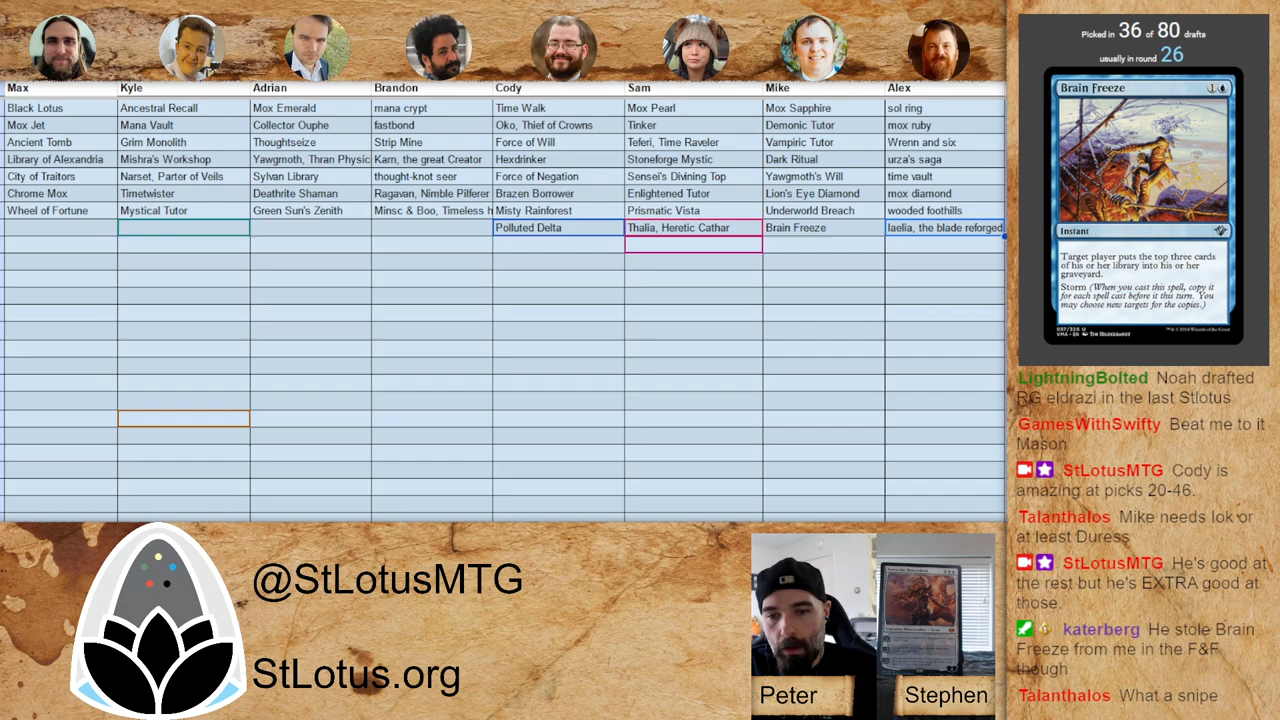 Max Kyle Adrian Brandon Cody Sam Mike Alex
Black Lotus Ancestral Recall Mox Emerald mana crypt Time Walk Mox Pearl Mox Sapphire sol ring
Mox Jet Mana Vault Collector Ouphe fastbond Oko, Thief of Crowns Tinker Demonic Tutor mox ruby
Ancient Tomb Grim Monolith Thoughtseize Strip Mine Force of Will Teferi, Time Raveler Vampiric Tutor Wrenn and six
Library of Alexandria Mishra's Workshop Yawgmoth, Thran Physic Karn, the great Creator Hexdrinker Stoneforge Mystic Dark Ritual urza's saga
City of Traitors Narset, Parter of Veils Sylvan Library thought-knot seer Force of Negation Sensei's Divining Top Yawgmoth's Will time vault
Chrome Mox Timetwister Deathrite Shaman Ragavan, Nimble Pilferer Brazen Borrower Enlightened Tutor Lion's Eye Diamond mox diamond
Wheel of Fortune Mystical Tutor Green Sun's Zenith Minsc & Boo, Timeless h Misty Rainforest Prismatic Vista Underworld Breach wooded foothills
Polluted Delta Thalia, Heretic Cathar Brain Freeze laelia, the blade reforged
Picked in 36 of 80 drafts
usually in round 26
Brain Freeze 1
Instant
Target player puts the top three cards
of his or her library into his or her
graveyard.
Storm (When you cast this spell, copy it
for each spell cast before it this turn. You
may choose new targets for the copies.)
LightningBolted Noah drafted
RG eldrazi in the last Stlotus
GamesWithSwifty Beat me to it
Mason
StLotusMTG Cody is
amazing at picks 20-46.
Talanthalos Mike needs lok or
at least Duress
StLotusMTG He's good at
the rest but he's EXTRA good at
those.
katerberg He stole Brain
Freeze from me in the F&F
though
Talanthalos What a snipe
@StLotusMTG
StLotus.org
Peter
Stephen